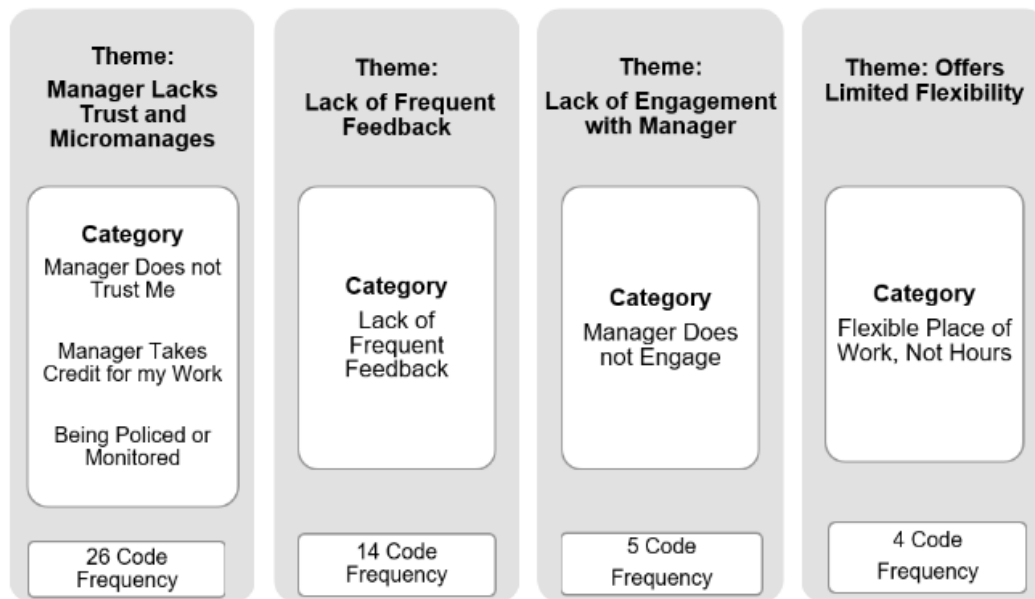 Theme:
Manager Lacks
Trust and
Micromanages
Category
Manager Does not
Trust Me
Manager Takes
Credit for my Work
Being Policed or
Monitored
26 Code
Frequency
Theme:
Lack of Frequent
Feedback
Category
Lack of
Frequent
Feedback
14 Code
Frequency
Theme:
Lack of Engagement
with Manager
Category
Manager Does
not Engage
5 Code
Frequency
Theme: Offers
Limited Flexibility
Category
Flexible Place of
Work, Not Hours
4 Code
Frequency